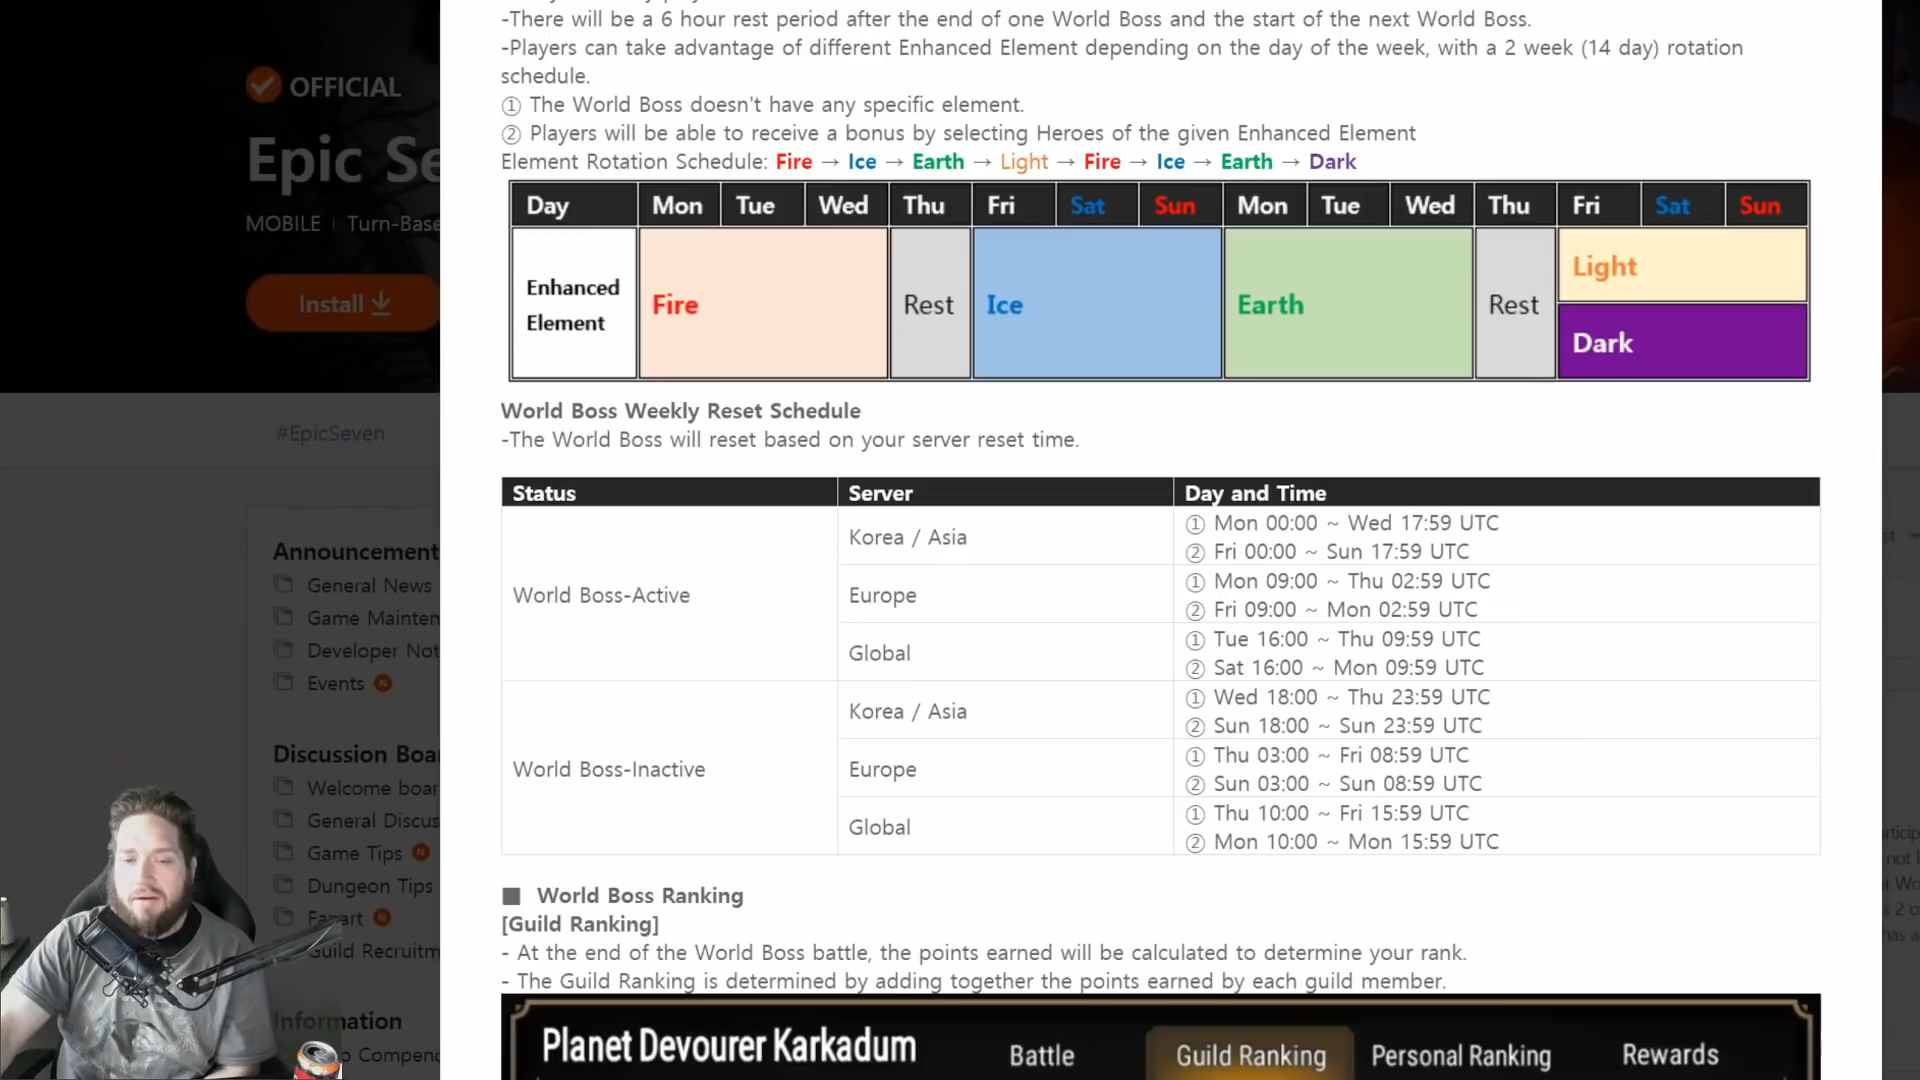 -There will be a 6 hour rest period after the end of one World Boss and the start of the next World Boss.
-Players can take advantage of different Enhanced Element depending on the day of the week, with a 2 week (14 day) rotation
schedule.
① The World Boss doesn't have any specific element.
② Players will be able to receive a bonus by selecting Heroes of the given Enhanced Element
Element Rotation Schedule: Fire → Ice → Earth → Light → Fire → Ice → Earth → Dark
Day Mon Tue Wed Thu Fri Sat Sun Mon Tue Wed Thu Fri Sat Sun
Enhanced
Element
Fire Rest Ice Earth Rest Light
Dark
World Boss Weekly Reset Schedule
-The World Boss will reset based on your server reset time.
Status Server Day and Time
World Boss-Active
Korea / Asia
① Mon 00:00 ~ Wed 17:59 UTC
② Fri 00:00 ~ Sun 17:59 UTC
Europe
① Mon 09:00 ~ Thu 02:59 UTC
② Fri 09:00 ~ Mon 02:59 UTC
Global
① Tue 16:00 ~ Thu 09:59 UTC
② Sat 16:00 ~ Mon 09:59 UTC
World Boss-Inactive
Korea / Asia
① Wed 18:00 ~ Thu 23:59 UTC
② Sun 18:00 ~ Sun 23:59 UTC
Europe
① Thu 03:00 ~ Fri 08:59 UTC
② Sun 03:00 ~ Sun 08:59 UTC
Global
① Thu 10:00 ~ Fri 15:59 UTC
② Mon 10:00 ~ Mon 15:59 UTC
■ World Boss Ranking
[Guild Ranking]
- At the end of the World Boss battle, the points earned will be calculated to determine your rank.
- The Guild Ranking is determined by adding together the points earned by each guild member.
Planet Devourer Karkadum Battle Guild Ranking Personal Ranking Rewards
OFFICIAL
Epic Se
MOBILE | Turn-Base
Install
#EpicSeven
Announcement
General News
Game Mainten
Developer Not
Events N
Discussion Boa
Welcome boar
General Discus
Game Tips N
Dungeon Tips
Fanart N
Guild Recruitm
Information
Compen